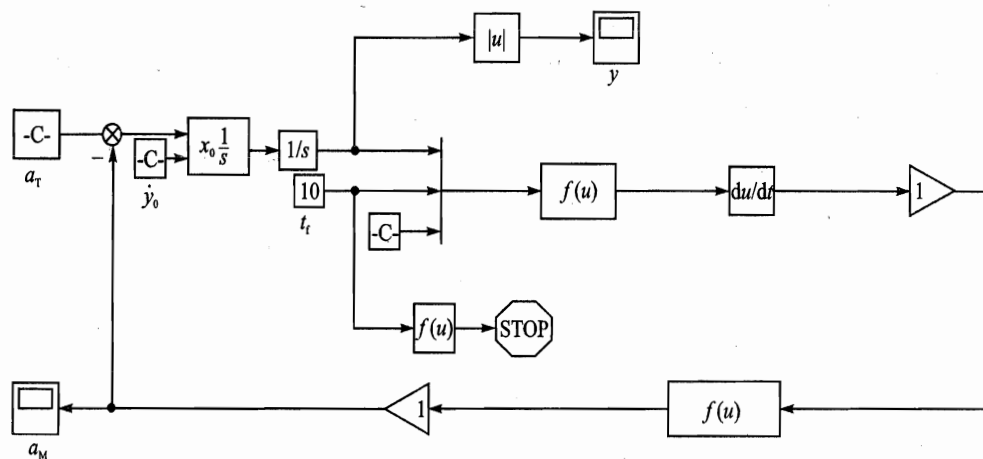 |u|
y
-C-
a_T
−
-C-
ẏ₀
x₀ 1/s
1/s
10
t_f
-C-
f(u)
du/dt
1
f(u)
STOP
a_M
1
f(u)